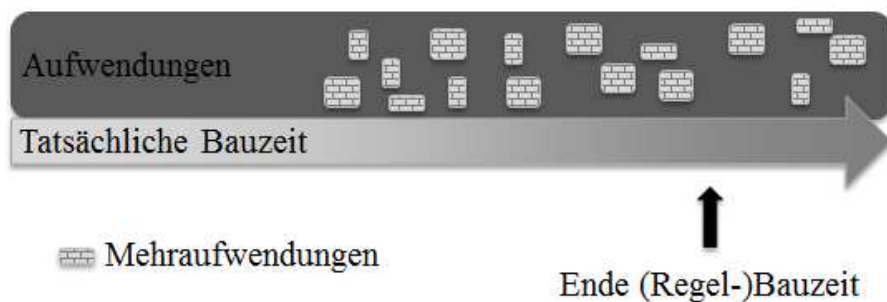 Aufwendungen
Tatsächliche Bauzeit
Mehraufwendungen
Ende (Regel-)Bauzeit